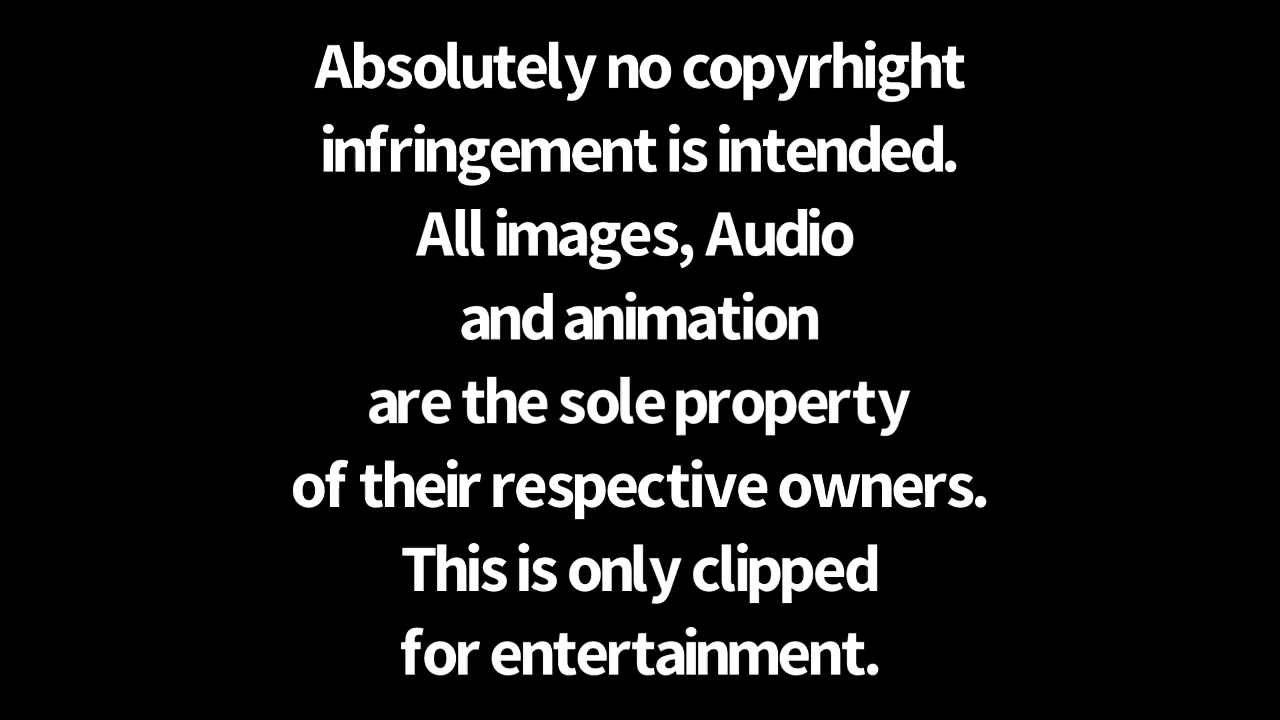 Absolutely no copyrhight
infringement is intended.
All images, Audio
and animation
are the sole property
of their respective owners.
This is only clipped
for entertainment.